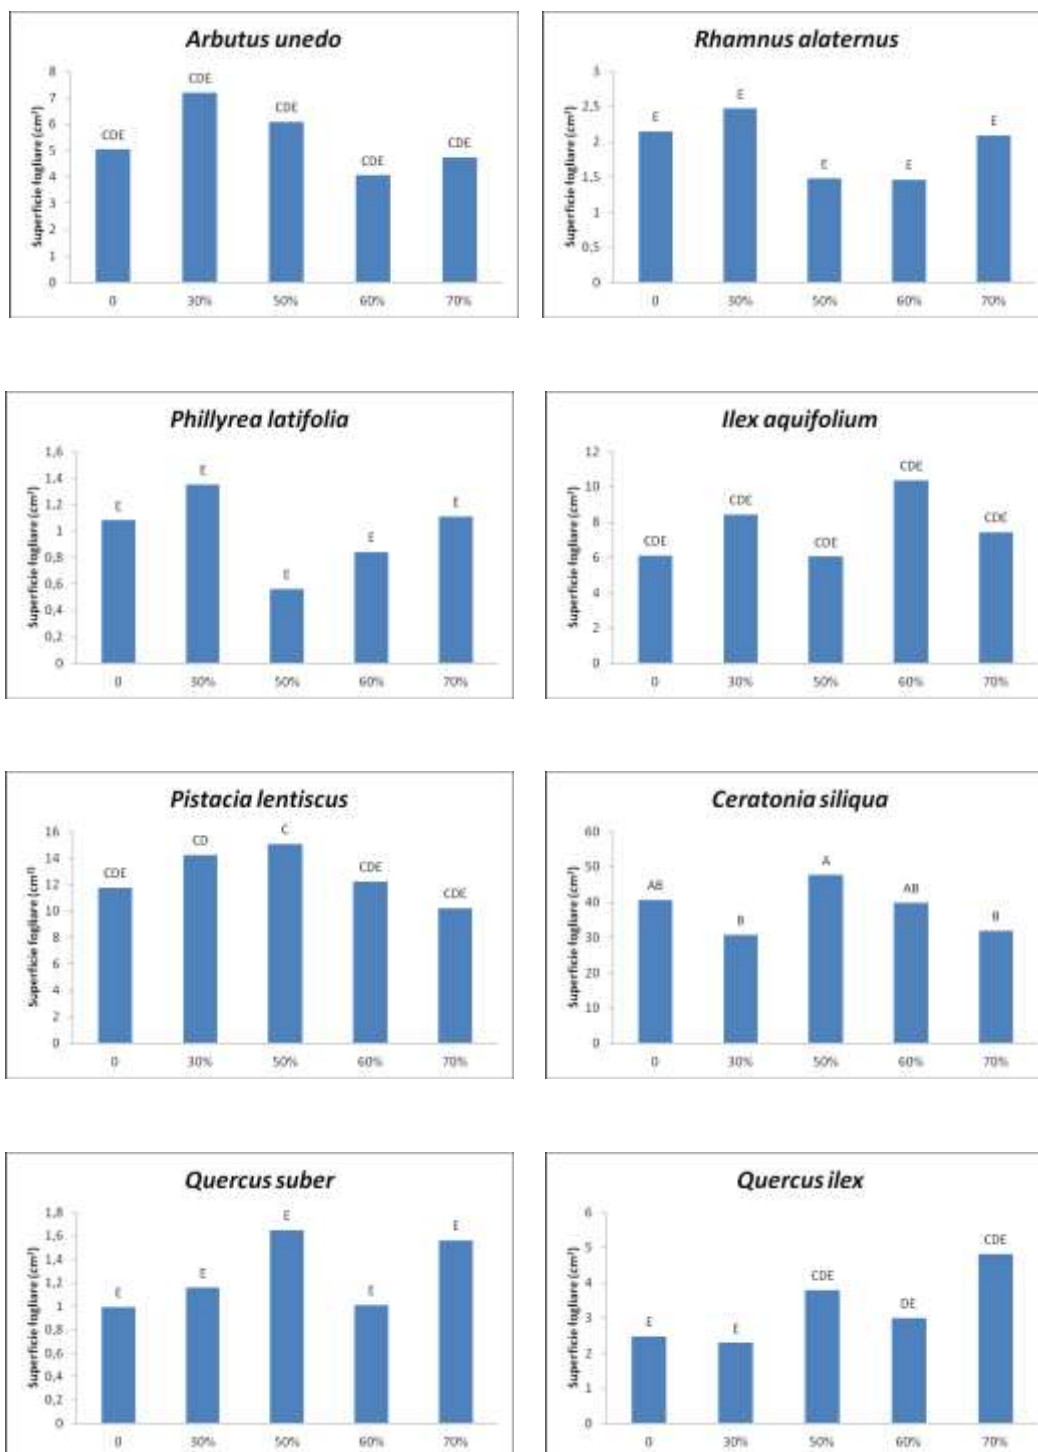 Arbutus unedo
Superficie fogliare (cm²)
8
7
6
5
4
3
2
1
0
CDE
CDE
CDE
CDE
CDE
0 30% 50% 60% 70%
Rhamnus alaternus
Superficie fogliare (cm²)
3
2,5
2
1,5
1
0,5
0
E
E
E
E
E
0 30% 50% 60% 70%
Phillyrea latifolia
Superficie fogliare (cm²)
1,6
1,4
1,2
1
0,8
0,6
0,4
0,2
0
E
E
E
E
E
0 30% 50% 60% 70%
Ilex aquifolium
Superficie fogliare (cm²)
12
10
8
6
4
2
0
CDE
CDE
CDE
CDE
CDE
0 30% 50% 60% 70%
Pistacia lentiscus
Superficie fogliare (cm²)
16
14
12
10
8
6
4
2
0
CDE
CD
C
CDE
CDE
0 30% 50% 60% 70%
Ceratonia siliqua
Superficie fogliare (cm²)
60
50
40
30
20
10
0
AB
B
A
AB
B
0 30% 50% 60% 70%
Quercus suber
Superficie fogliare (cm²)
1,8
1,6
1,4
1,2
1
0,8
0,6
0,4
0,2
0
E
E
E
E
E
0 30% 50% 60% 70%
Quercus ilex
Superficie fogliare (cm²)
6
5
4
3
2
1
0
E
E
CDE
DE
CDE
0 30% 50% 60% 70%